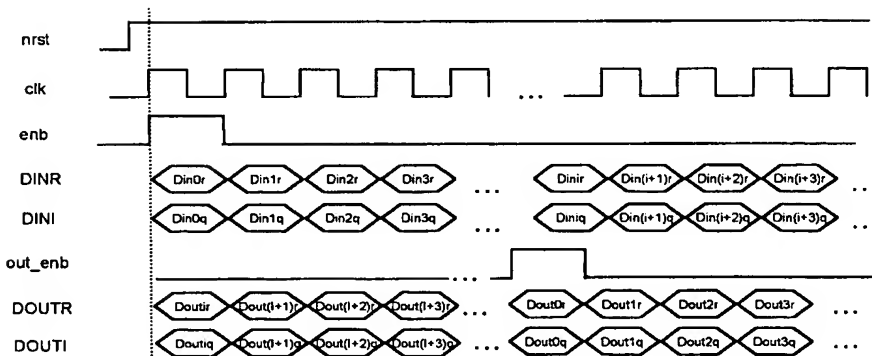 nrst
clk
...
enb
DINR Din0r Din1r Din2r Din3r ... Dinir Din(i+1)r Din(i+2)r Din(i+3)r ..
DINI Din0q Din1q Din2q Din3q ... Diniq Din(i+1)q Din(i+2)q Din(i+3)q ..
out_enb ...
DOUTR Doutir Dout(i+1)r Dout(i+2)r Dout(i+3)r ... Dout0r Dout1r Dout2r Dout3r ...
DOUTI Doutiq Dout(i+1)q Dout(i+2)q Dout(i+3)q ... Dout0q Dout1q Dout2q Dout3q ...